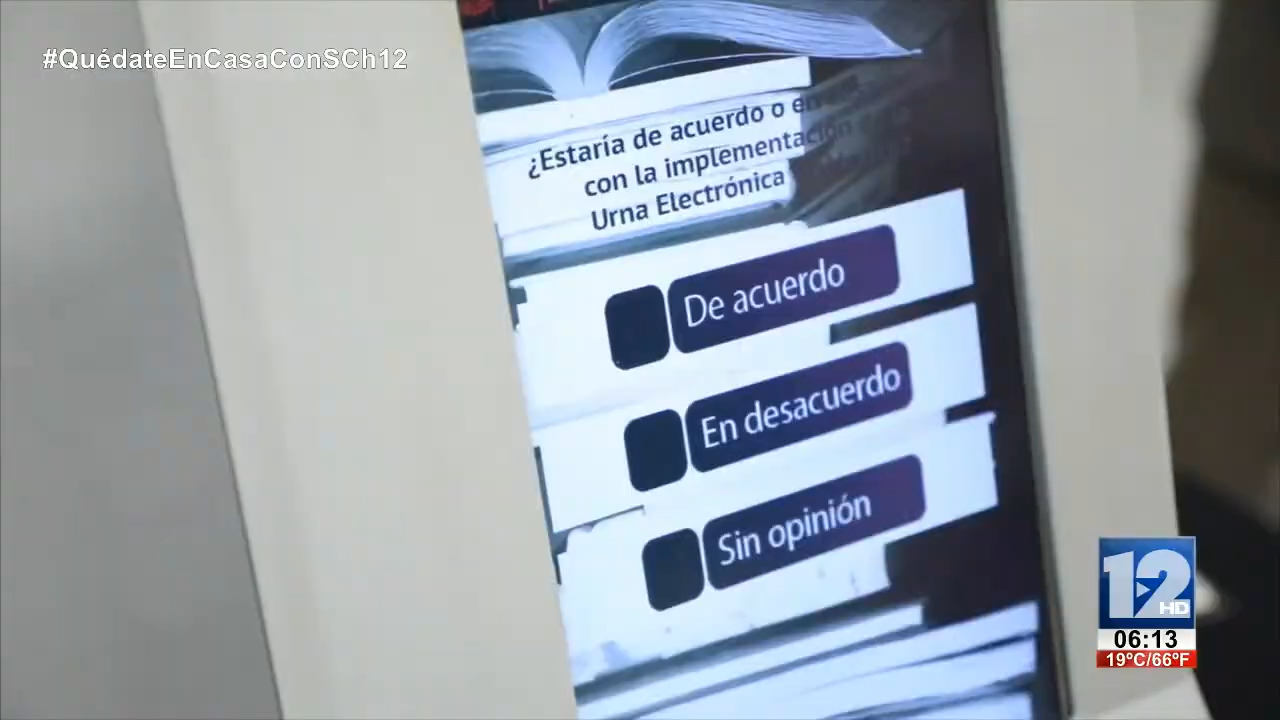 #QuédateEnCasaConSCh12
¿Estaría de acuerdo o en
con la implementación
Urna Electrónica
De acuerdo
En desacuerdo
Sin opinión
12
HD
06:13
19°C/66°F